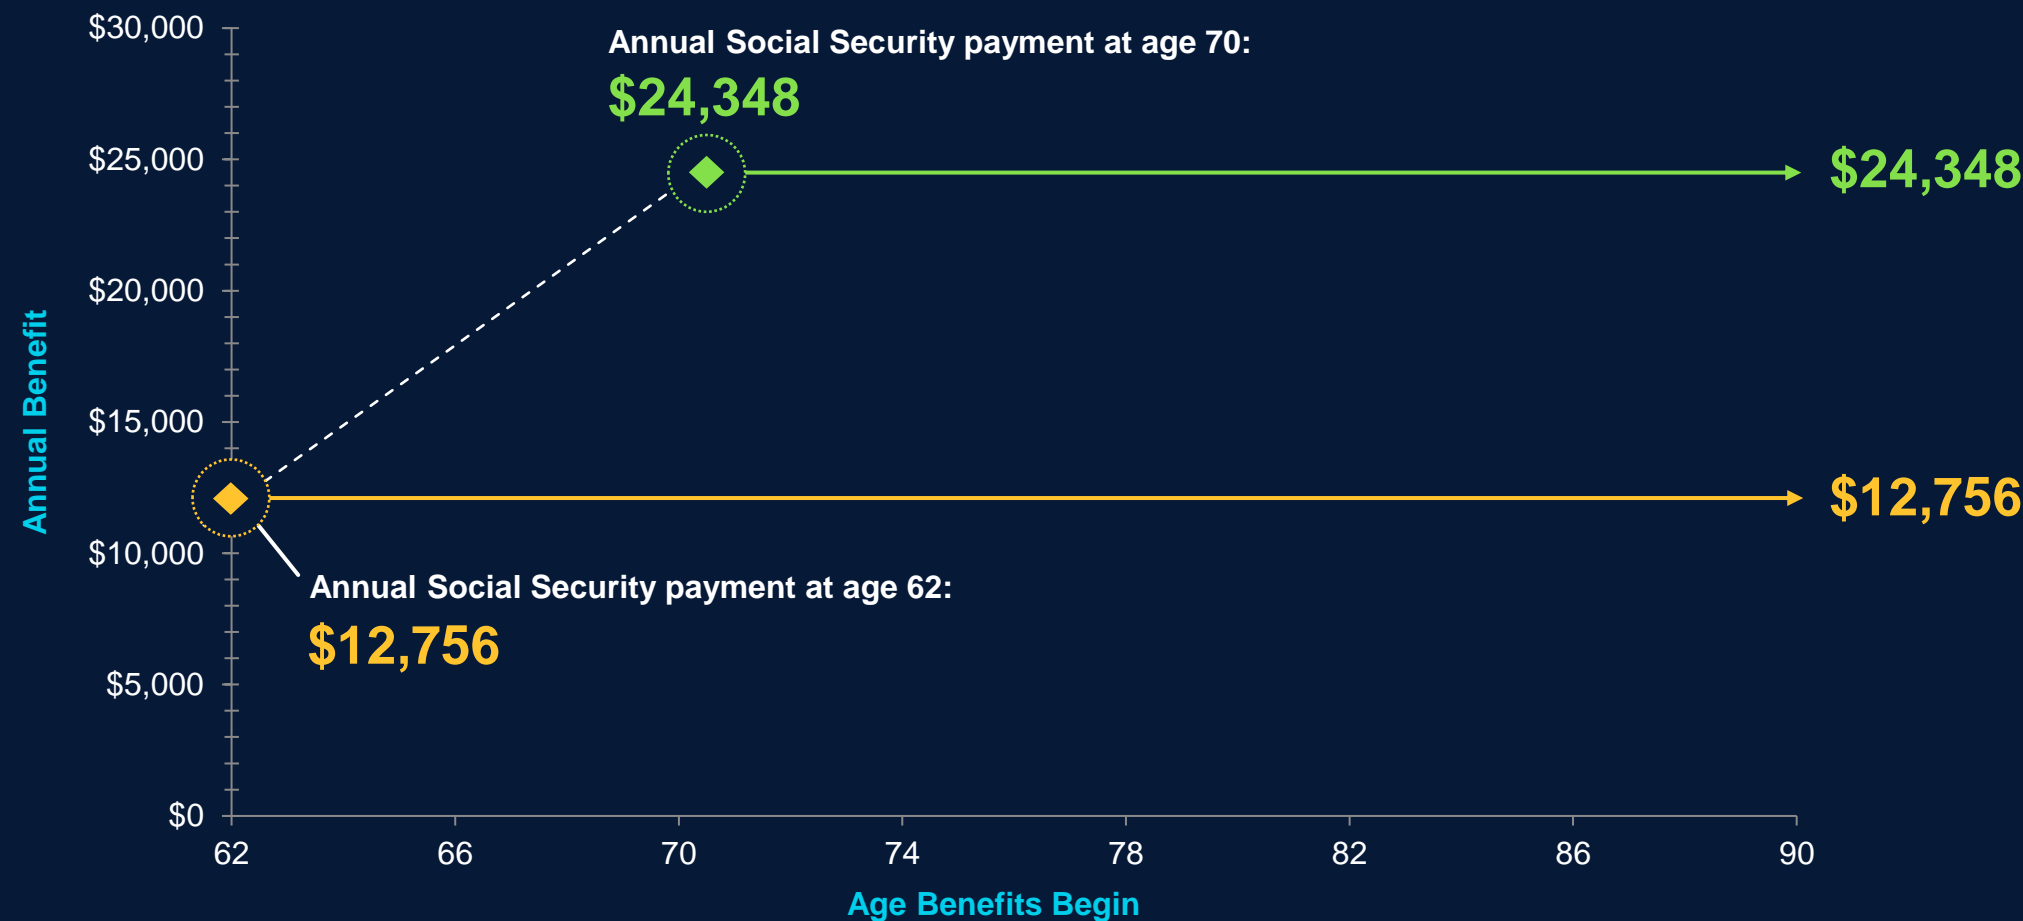 $30,000
Annual Social Security payment at age 70:
$24,348
$25,000
$24,348
$20,000
Annual Benefit
$15,000
$12,756
$10,000
Annual Social Security payment at age 62:
$12,756
$5,000
$0
62 66 70 74 78 82 86 90
Age Benefits Begin